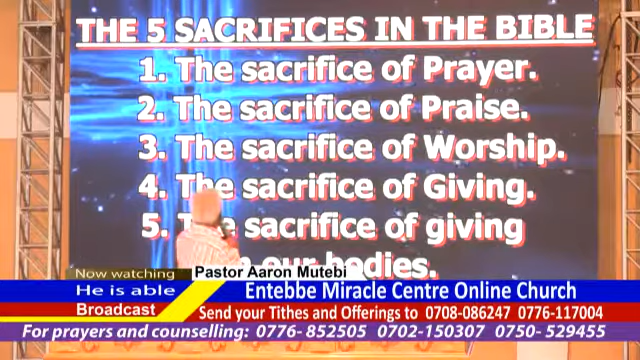 THE 5 SACRIFICES IN THE BIBLE
1. The sacrifice of Prayer.
2. The sacrifice of Praise.
3. The sacrifice of Worship.
4. The sacrifice of Giving.
5. The sacrifice of giving
our bodies.
Now watching
Pastor Aaron Mutebi
He is able
Entebbe Miracle Centre Online Church
Broadcast
Send your Tithes and Offerings to 0708-086247 0776-117004
For prayers and counselling: 0776- 852505 0702-150307 0750- 529455